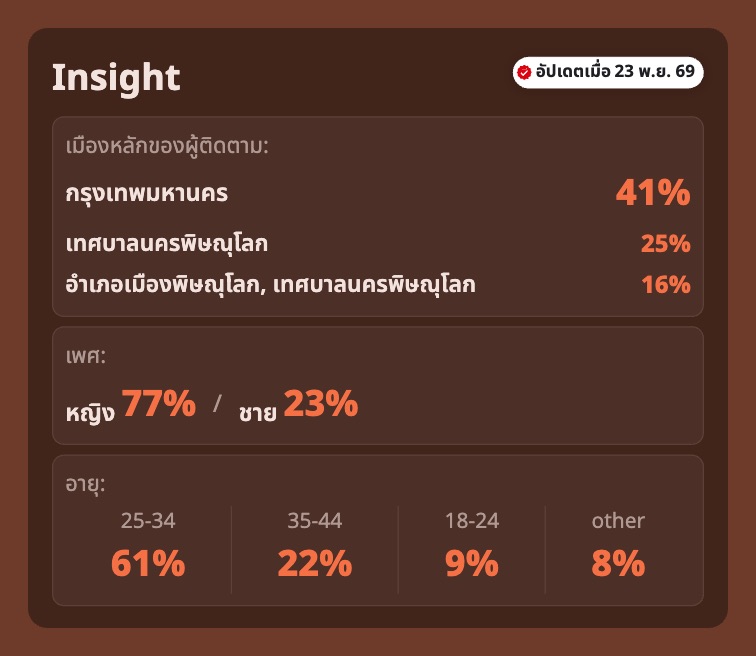 Insight
อัปเดตเมื่อ 23 พ.ย. 69
เมืองหลักของผู้ติดตาม:
กรุงเทพมหานคร 41%
เทศบาลนครพิษณุโลก 25%
อำเภอเมืองพิษณุโลก, เทศบาลนครพิษณุโลก 16%
เพศ:
หญิง 77% / ชาย 23%
อายุ:
25-34 35-44 18-24 other
61% 22% 9% 8%